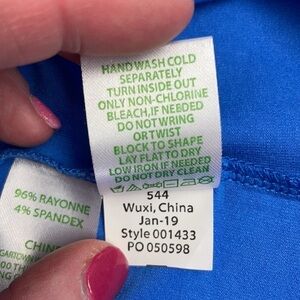 HAND WASH COLD
SEPARATELY
TURN INSIDE OUT
ONLY NON-CHLORINE
BLEACH, IF NEEDED
DO NOT WRING
OR TWIST
BLOCK TO SHAPE
LAY FLAT TO DRY
LOW IRON IF NEEDED
DO NOT DRY CLEAN
544
Wuxi, China
Jan-19
Style 001433
PO 050598
96% RAYONNE
4% SPANDEX
CHINE